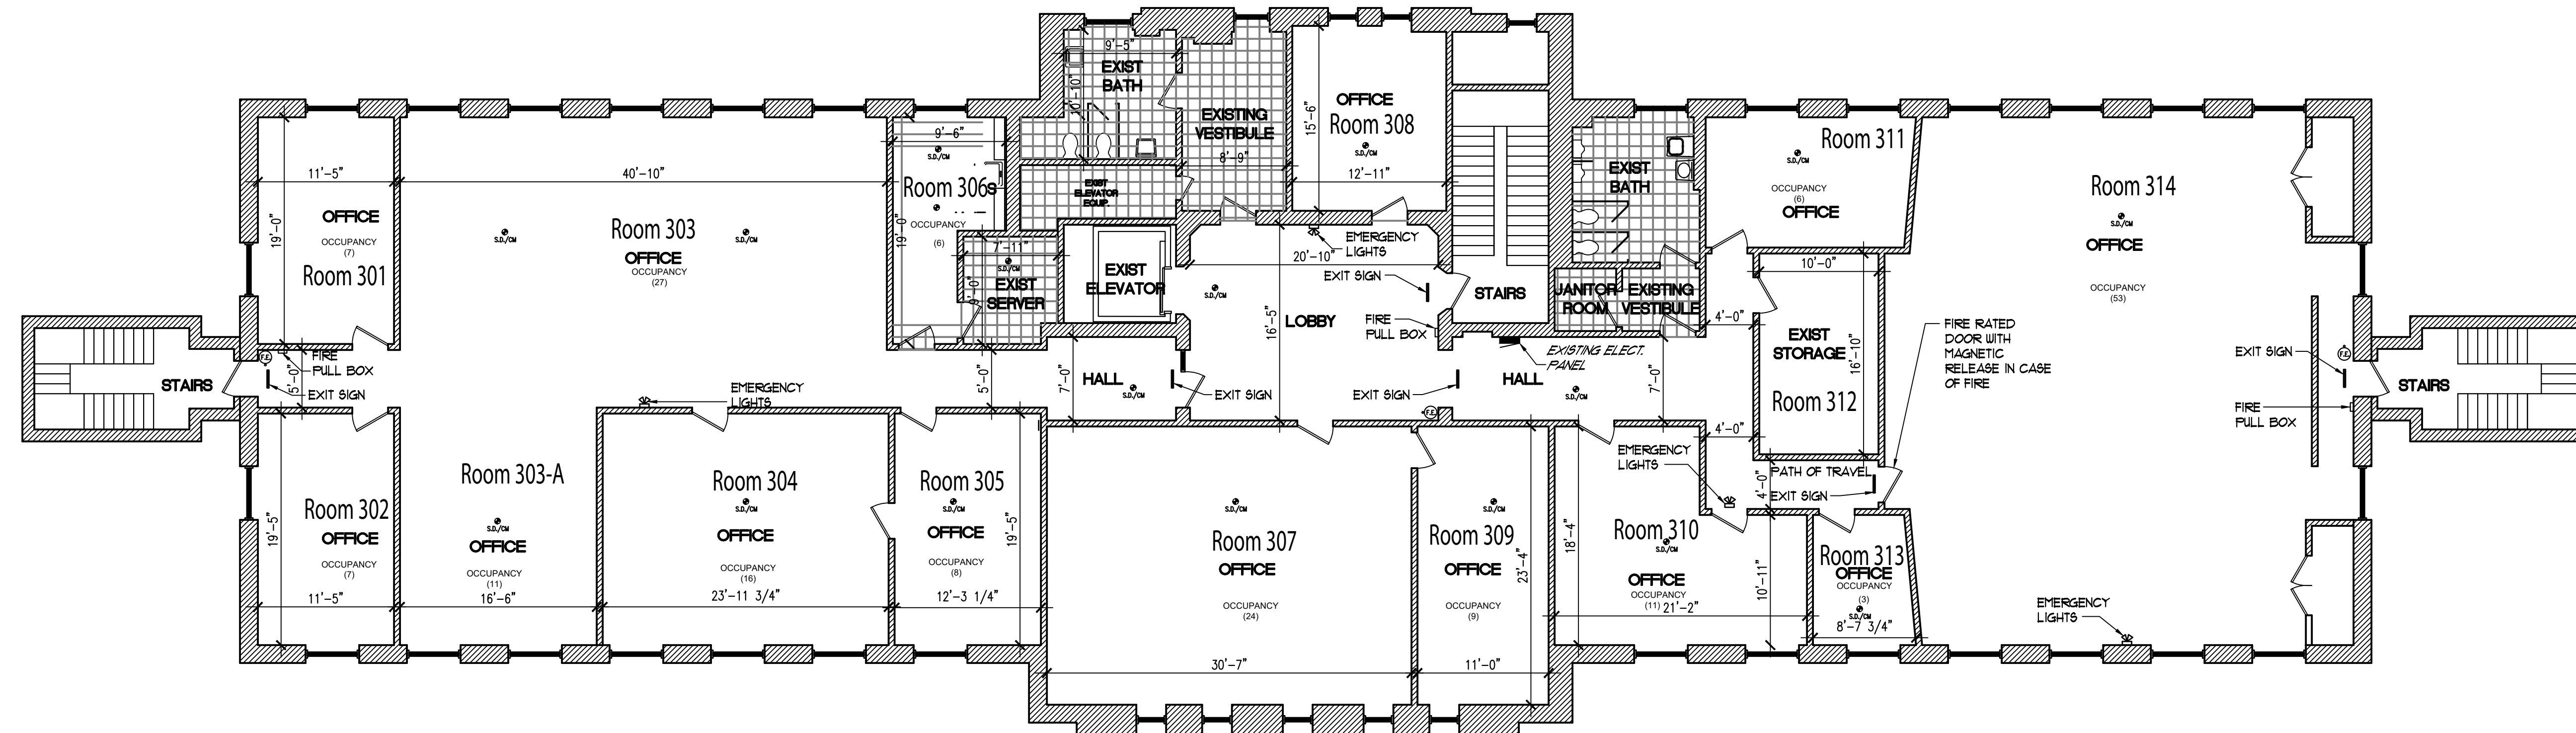 9'-5"
EXIST
BATH
10'-10"
EXISTING
VESTIBULE
8'-9"
15'-6"
OFFICE
Room 308
S.D./CM
12'-11"
11'-5"
19'-0"
OFFICE
OCCUPANCY
(7)
Room 301
40'-10"
Room 303
OFFICE
OCCUPANCY
(27)
S.D./CM
S.D./CM
9'-6"
S.D./CM
Room 306
S.D./CM
OCCUPANCY
(6)
19'-0"
EXIST
ELEVATOR
EQUIP.
7'-11"
S.D./CM
EXIST
SERVER
EXIST
ELEVATOR
20'-10"
EMERGENCY
LIGHTS
EXIT SIGN
S.D./CM
LOBBY
16'-5"
FIRE
PULL BOX
STAIRS
EXIST
BATH
JANITOR
ROOM
EXISTING
VESTIBULE
Room 311
S.D./CM
OCCUPANCY
(6)
OFFICE
10'-0"
4'-0"
EXIST
STORAGE
16'-10"
Room 312
Room 314
S.D./CM
OFFICE
OCCUPANCY
(53)
FIRE RATED
DOOR WITH
MAGNETIC
RELEASE IN CASE
OF FIRE
EXIT SIGN
F.E.
STAIRS
FIRE
PULL BOX
STAIRS
F.E.
FIRE
PULL BOX
5'-0"
EXIT SIGN
EMERGENCY
LIGHTS
5'-0"
7'-0"
HALL
S.D./CM
EXIT SIGN
EXIT SIGN
F.E.
EXISTING ELECT.
PANEL
HALL
S.D./CM
7'-0"
4'-0"
EMERGENCY
LIGHTS
PATH OF TRAVEL
4'-0"
EXIT SIGN
19'-5"
Room 302
OFFICE
OCCUPANCY
(7)
11'-5"
Room 303-A
S.D./CM
OFFICE
OCCUPANCY
(11)
16'-6"
Room 304
S.D./CM
OFFICE
OCCUPANCY
(16)
23'-11 3/4"
Room 305
S.D./CM
OFFICE
OCCUPANCY
(8)
19'-5"
12'-3 1/4"
S.D./CM
Room 307
OFFICE
OCCUPANCY
(24)
30'-7"
S.D./CM
Room 309
OFFICE
OCCUPANCY
(9)
23'-4"
11'-0"
18'-4"
Room 310
S.D./CM
OFFICE
OCCUPANCY
(11)
21'-2"
10'-11"
Room 313
OFFICE
OCCUPANCY
(3)
S.D./CM
8'-7 3/4"
EMERGENCY
LIGHTS